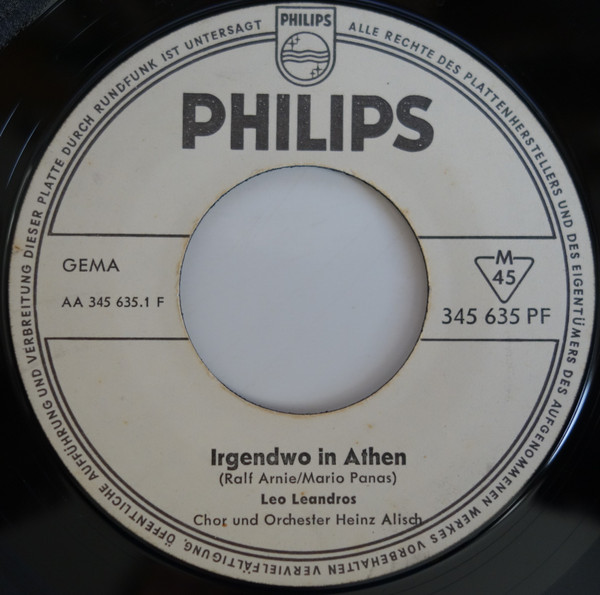 PHILIPS
PHILIPS
GEMA
AA 345 635.1 F
M
45
345 635 PF
Irgendwo in Athen
(Ralf Arnie/Mario Panas)
Leo Leandros
Chor und Orchester Heinz Alisch
ALLE RECHTE DES PLATTENHERSTELLERS UND DES EIGENTÜMERS DES AUFGENOMMENEN WERKES VORBEHALTEN VERVIELFÄLTIGUNG, ÖFFENTLICHE AUFFÜHRUNG UND VERBREITUNG DIESER PLATTE DURCH RUNDFUNK IST UNTERSAGT